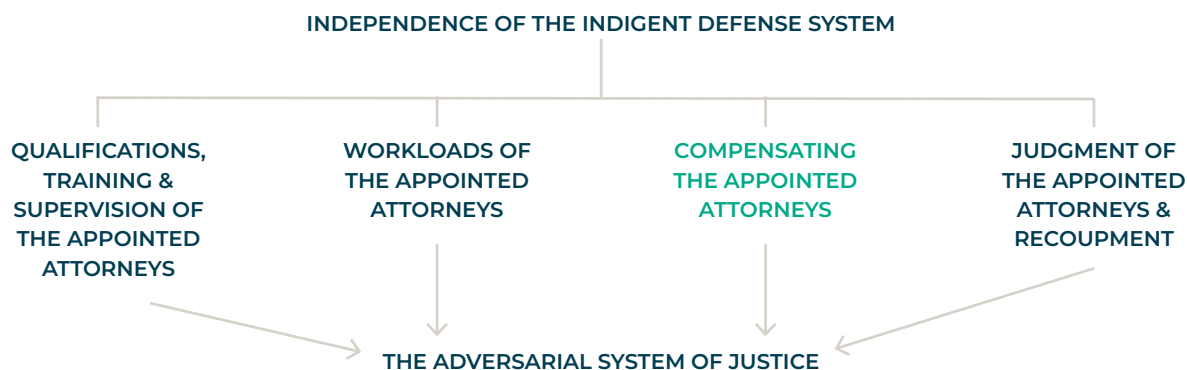 INDEPENDENCE OF THE INDIGENT DEFENSE SYSTEM
QUALIFICATIONS,
TRAINING &
SUPERVISION OF
THE APPOINTED
ATTORNEYS
WORKLOADS OF
THE APPOINTED
ATTORNEYS
COMPENSATING
THE APPOINTED
ATTORNEYS
JUDGMENT OF
THE APPOINTED
ATTORNEYS &
RECOUPMENT
THE ADVERSARIAL SYSTEM OF JUSTICE